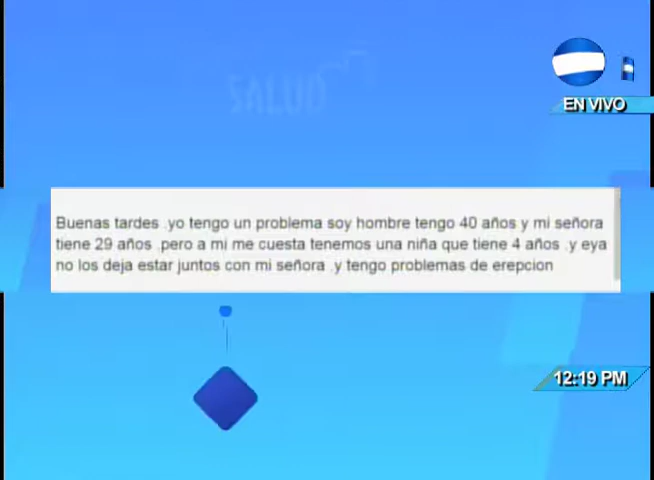 SALUD
EN VIVO
Buenas tardes .yo tengo un problema soy hombre tengo 40 años y mi señora
tiene 29 años .pero a mi me cuesta tenemos una niña que tiene 4 años .y eya
no los deja estar juntos con mi señora .y tengo problemas de erepcion
12:19 PM